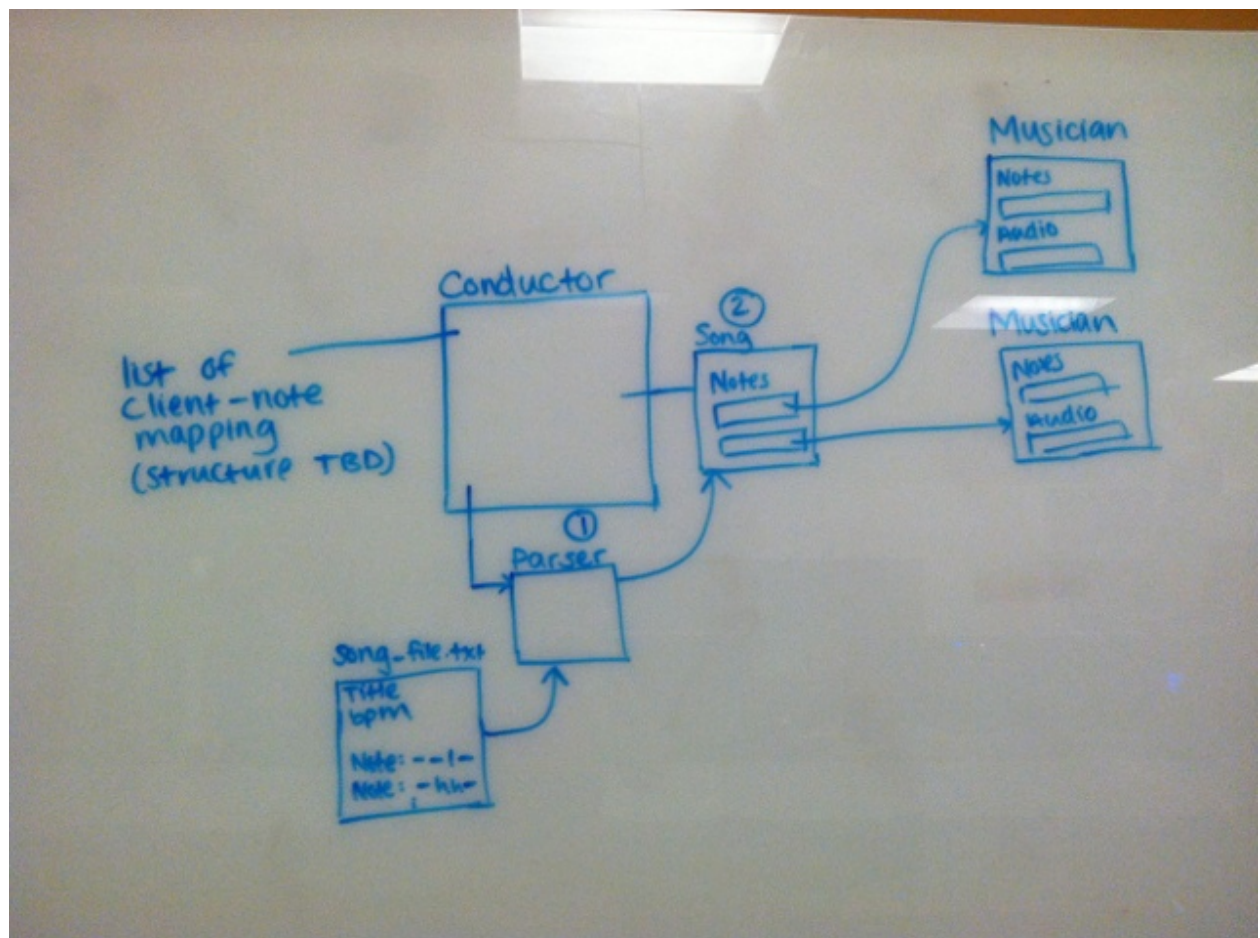 Musician
Notes
Audio
Conductor
②
Song
Notes
Musician
Notes
Audio
list of
client-note
mapping
(structure TBD)
①
Parser
song_file.txt
Title
bpm
Note: --!-
Note: -hh-